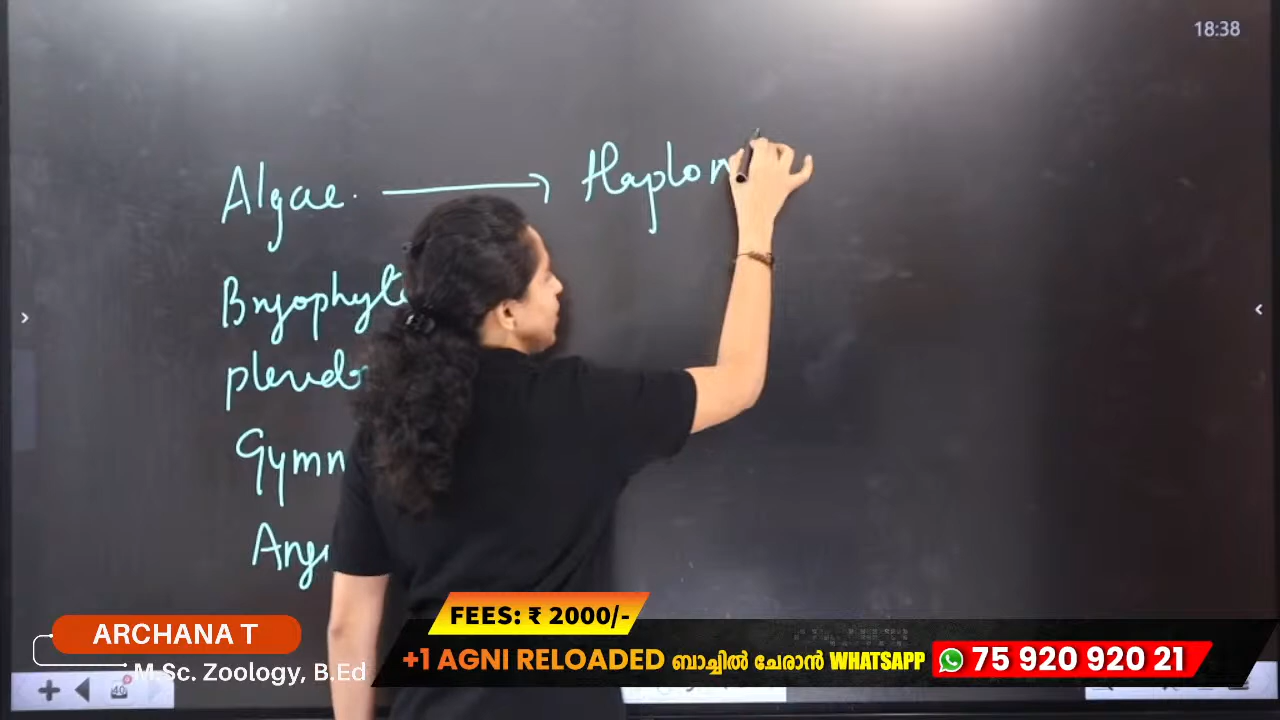 18:38
Algae. → Haplon
Bryophyt
pterido
Gymn
Ang
FEES: ₹ 2000/-
ARCHANA T
+1 AGNI RELOADED ബാച്ചിൽ ചേരാൻ WHATSAPP 75 920 920 21
M.Sc. Zoology, B.Ed
40